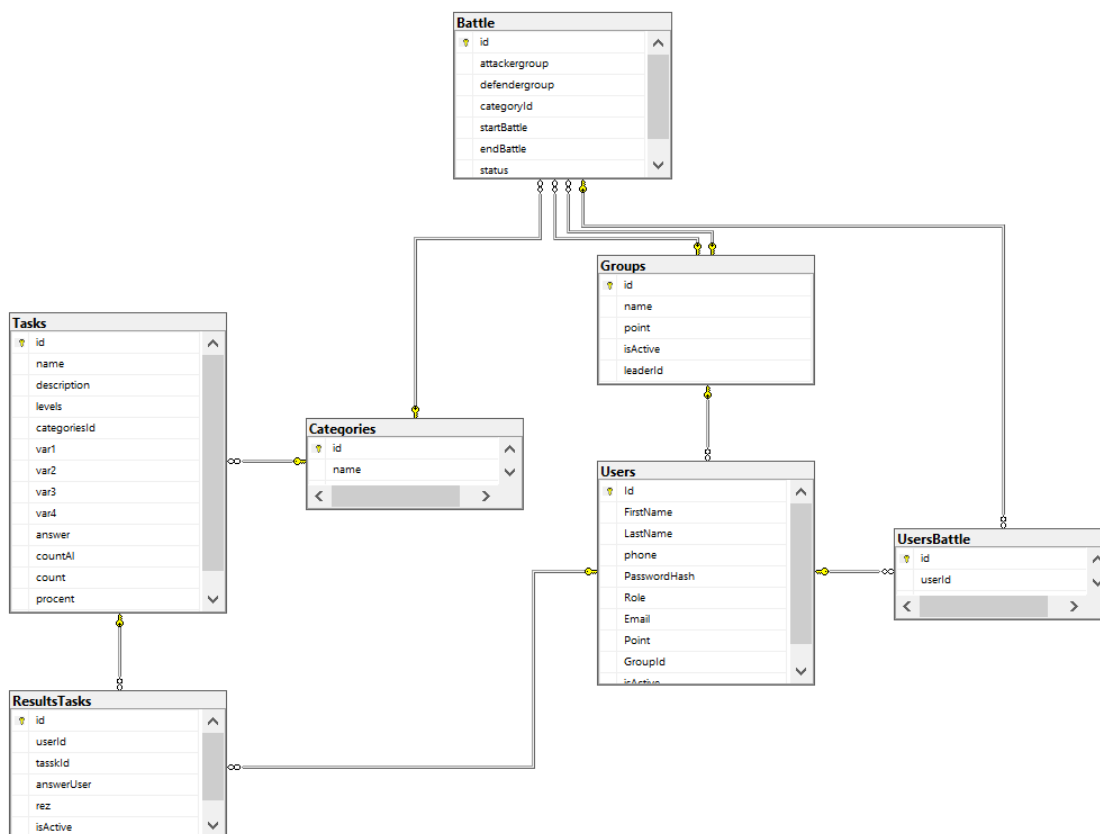 Battle
id
attackergroup
defendergroup
categoryId
startBattle
endBattle
status
Groups
id
name
point
isActive
leaderId
Tasks
id
name
description
levels
categoriesId
var1
var2
var3
var4
answer
countAl
count
procent
Categories
id
name
Users
Id
FirstName
LastName
phone
PasswordHash
Role
Email
Point
GroupId
isActive
UsersBattle
id
userId
ResultsTasks
id
userId
tasskId
answerUser
rez
isActive